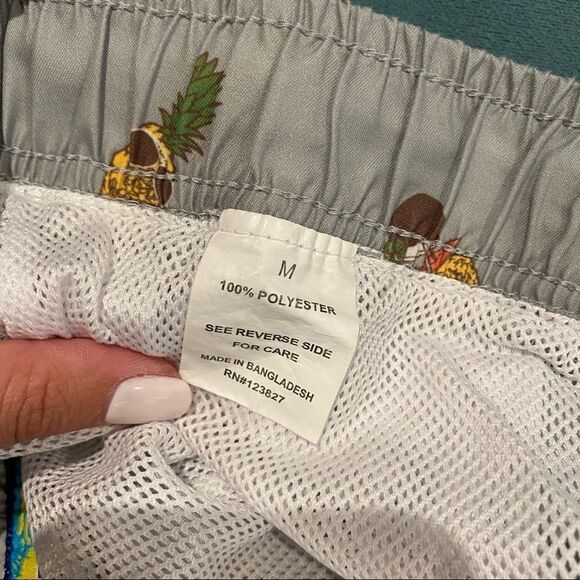 M
100% POLYESTER
SEE REVERSE SIDE
FOR CARE
MADE IN BANGLADESH
RN#123827